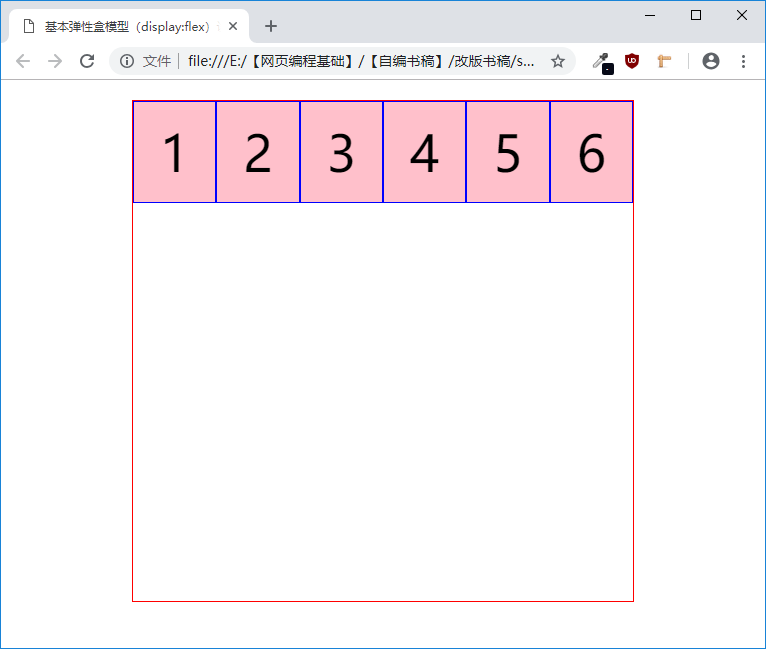 基本弹性盒模型（display:flex）
文件 file:///E:/【网页编程基础】/【自编书稿】/改版书稿/s...
1 2 3 4 5 6